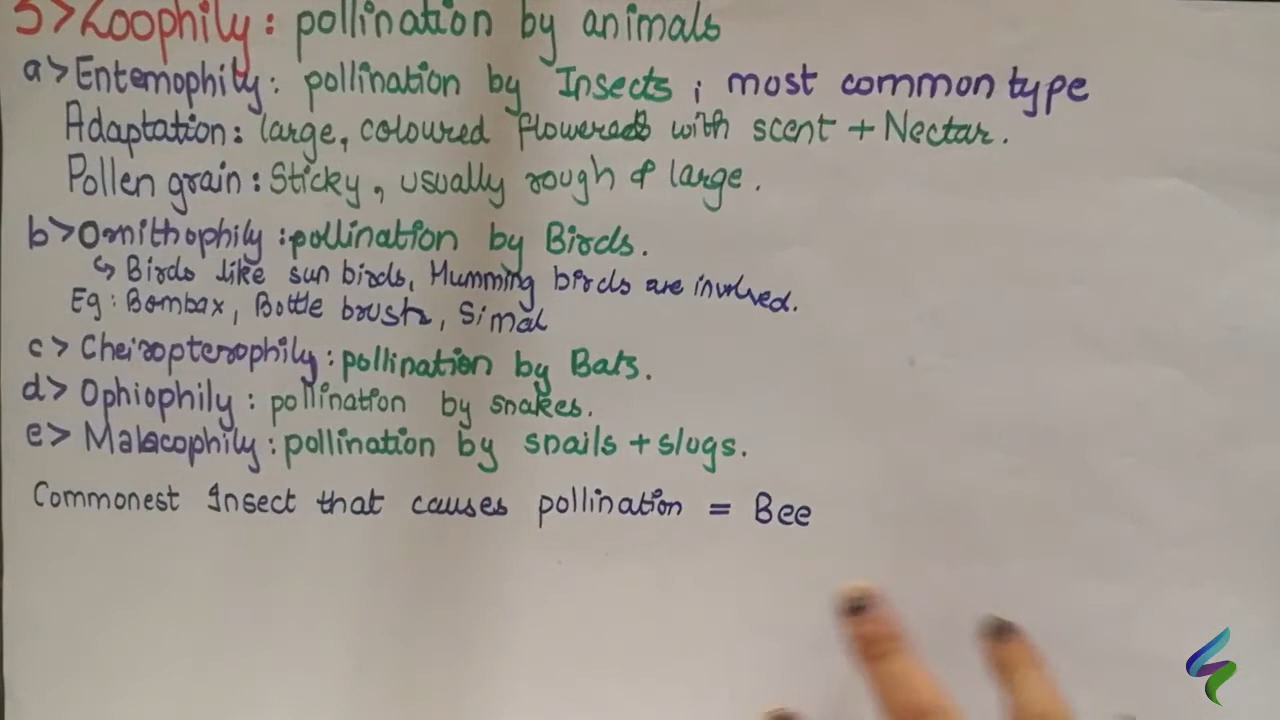 3> Zoophily: pollination by animals
a> Entemophily: pollination by Insects ; most common type
Adaptation: large, coloured flowered with scent + Nectar.
Pollen grain: Sticky, usually rough & large.
b> Ornithophily: pollination by Birds.
↳ Birds like sun birds, Humming birds are involved.
Eg: Bombax, Bottle brush, Simal
c> Cheiropterophily: pollination by Bats.
d> Ophiophily: pollination by snakes.
e> Malacophily: pollination by snails + slugs.
Commonest Insect that causes pollination = Bee